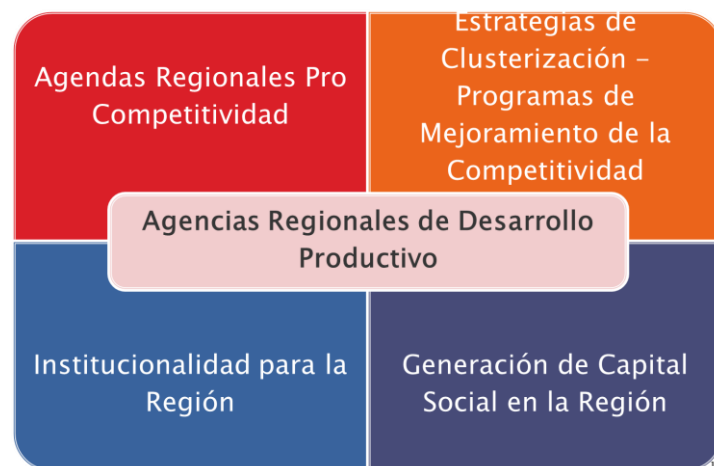 Agendas Regionales Pro
Competitividad
Estrategias de
Clusterización –
Programas de
Mejoramiento de la
Competitividad
Agencias Regionales de Desarrollo
Productivo
Institucionalidad para la
Región
Generación de Capital
Social en la Región